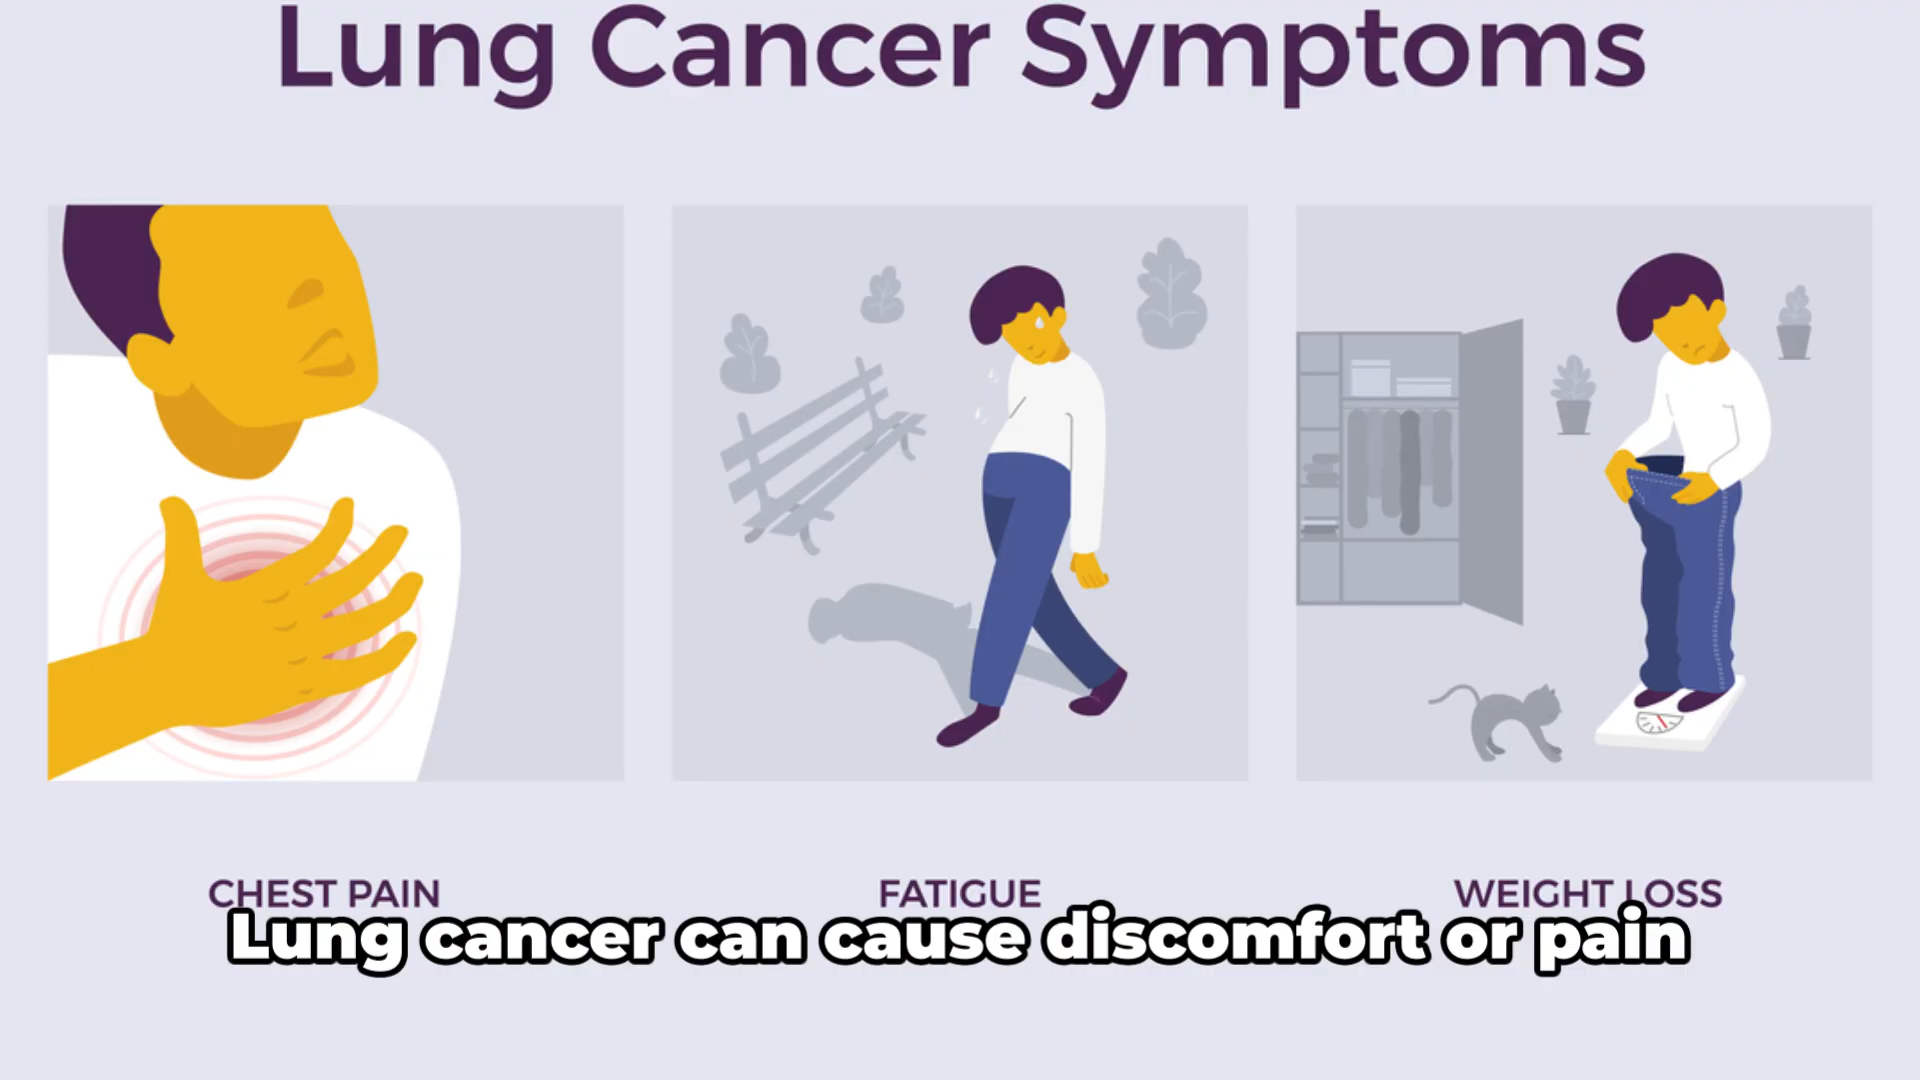 Lung Cancer Symptoms
CHEST PAIN
FATIGUE
WEIGHT LOSS
Lung cancer can cause discomfort or pain